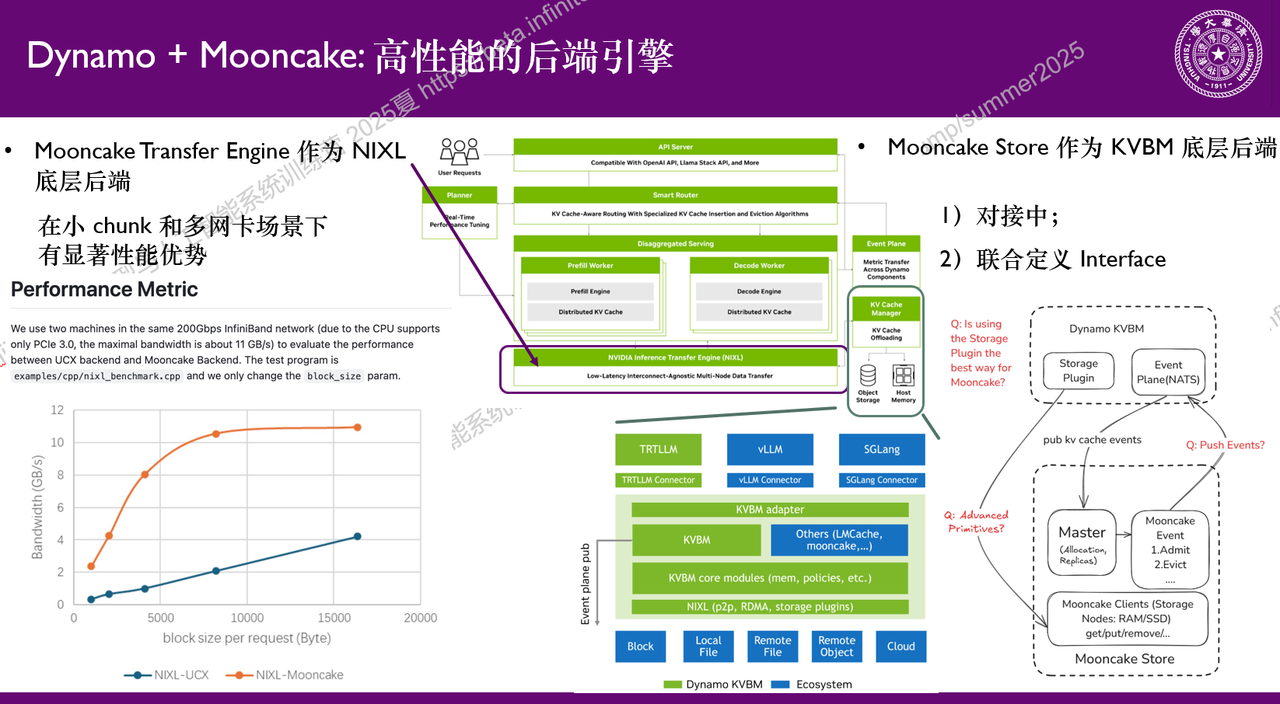 Dynamo + Mooncake: 高性能的后端引擎
• Mooncake Transfer Engine 作为 NIXL
底层后端
在小 chunk 和多网卡场景下
有显著性能优势
Performance Metric
We use two machines in the same 200Gbps InfiniBand network (due to the CPU supports
only PCIe 3.0, the maximal bandwidth is about 11 GB/s) to evaluate the performance
between UCX backend and Mooncake Backend. The test program is
examples/cpp/nixl_benchmark.cpp and we only change the block_size param.
12
10
8
6
4
2
0
Bandwidth (GB/s)
0 5000 10000 15000 20000
block size per request (Byte)
NIXL-UCX NIXL-Mooncake
User Requests
API Server
Compatible With OpenAI API, Llama Stack API, and More
Planner
Real-Time
Performance Tuning
Smart Router
KV Cache-Aware Routing With Specialized KV Cache Insertion and Eviction Algorithms
Disaggregated Serving
Prefill Worker
Prefill Engine
Distributed KV Cache
Decode Worker
Decode Engine
Distributed KV Cache
Event Plane
Metric Transfer
Across Dynamo
Components
KV Cache
Manager
KV Cache
Offloading
Object
Storage
Host
Memory
NVIDIA Inference Transfer Engine (NIXL)
Low-Latency Interconnect-Agnostic Multi-Node Data Transfer
TRTLLM vLLM SGLang
TRTLLM Connector vLLM Connector SGLang Connector
KVBM adapter
KVBM
Others (LMCache,
mooncake,…)
KVBM core modules (mem, policies, etc.)
NIXL (p2p, RDMA, storage plugins)
Event plane pub
Block
Local
File
Remote
File
Remote
Object
Cloud
Dynamo KVBM Ecosystem
• Mooncake Store 作为 KVBM 底层后端
1）对接中；
2）联合定义 Interface
Q: Is using
the Storage
Plugin the
best way for
Mooncake?
Dynamo KVBM
Storage
Plugin
Event
Plane(NATS)
pub kv cache events
Q: Push Events?
Q: Advanced
Primitives?
Master
(Allocation,
Replicas)
Mooncake
Event
1.Admit
2.Evict
....
Mooncake Clients (Storage
Nodes: RAM/SSD)
get/put/remove/...
Mooncake Store
TSINGHUA UNIVERSITY
1911